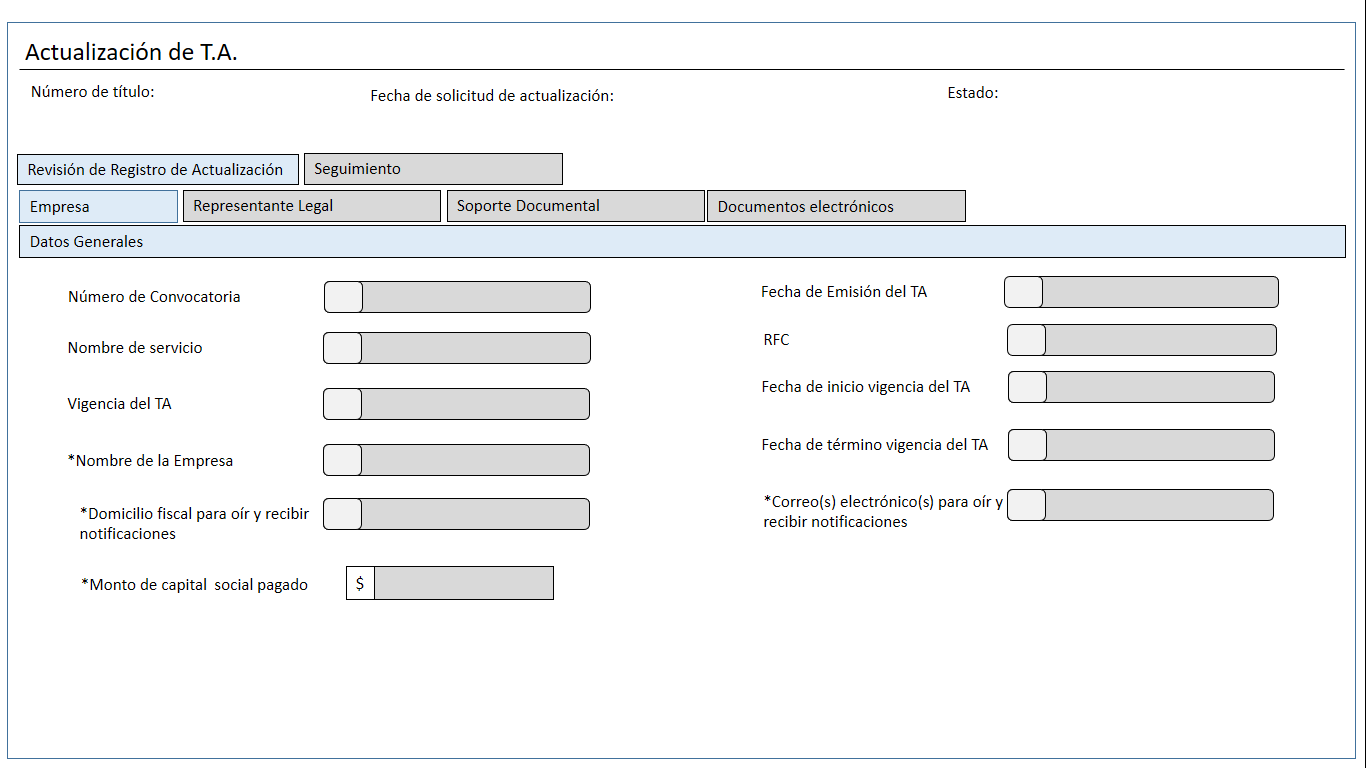 Actualización de T.A.
Número de título:
Fecha de solicitud de actualización:
Estado:
Revisión de Registro de Actualización
Seguimiento
Empresa
Representante Legal
Soporte Documental
Documentos electrónicos
Datos Generales
Número de Convocatoria
Fecha de Emisión del TA
Nombre de servicio
RFC
Vigencia del TA
Fecha de inicio vigencia del TA
*Nombre de la Empresa
Fecha de término vigencia del TA
*Domicilio fiscal para oír y recibir
notificaciones
*Correo(s) electrónico(s) para oír y
recibir notificaciones
*Monto de capital  social pagado
$